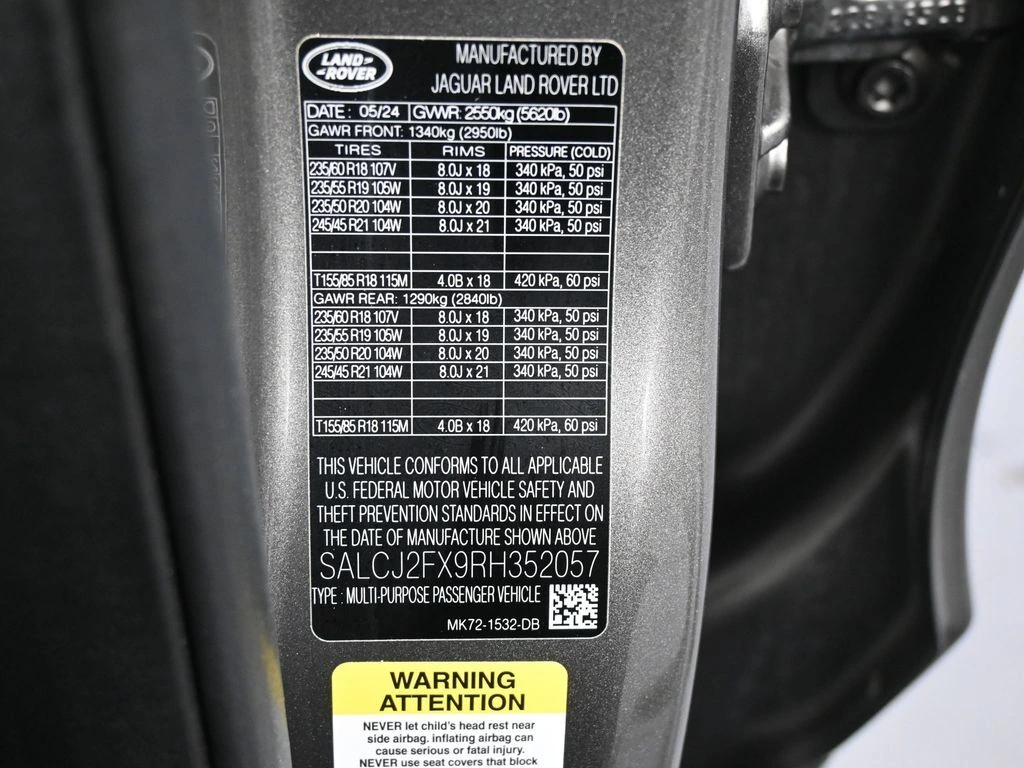 LAND ROVER
MANUFACTURED BY
JAGUAR LAND ROVER LTD
DATE : 05/24 GVWR: 2550kg (5620lb)
GAWR FRONT: 1340kg (2950lb)
TIRES RIMS PRESSURE (COLD)
235/60 R18 107V 8.0J x 18 340 kPa, 50 psi
235/55 R19 105W 8.0J x 19 340 kPa, 50 psi
235/50 R20 104W 8.0J x 20 340 kPa, 50 psi
245/45 R21 104W 8.0J x 21 340 kPa, 50 psi
T155/85 R18 115M 4.0B x 18 420 kPa, 60 psi
GAWR REAR: 1290kg (2840lb)
235/60 R18 107V 8.0J x 18 340 kPa, 50 psi
235/55 R19 105W 8.0J x 19 340 kPa, 50 psi
235/50 R20 104W 8.0J x 20 340 kPa, 50 psi
245/45 R21 104W 8.0J x 21 340 kPa, 50 psi
T155/85 R18 115M 4.0B x 18 420 kPa, 60 psi
THIS VEHICLE CONFORMS TO ALL APPLICABLE
U.S. FEDERAL MOTOR VEHICLE SAFETY AND
THEFT PREVENTION STANDARDS IN EFFECT ON
THE DATE OF MANUFACTURE SHOWN ABOVE
SALCJ2FX9RH352057
TYPE : MULTI-PURPOSE PASSENGER VEHICLE
MK72-1532-DB
WARNING
ATTENTION
NEVER let child's head rest near
side airbag. inflating airbag can
cause serious or fatal injury.
NEVER use seat covers that block